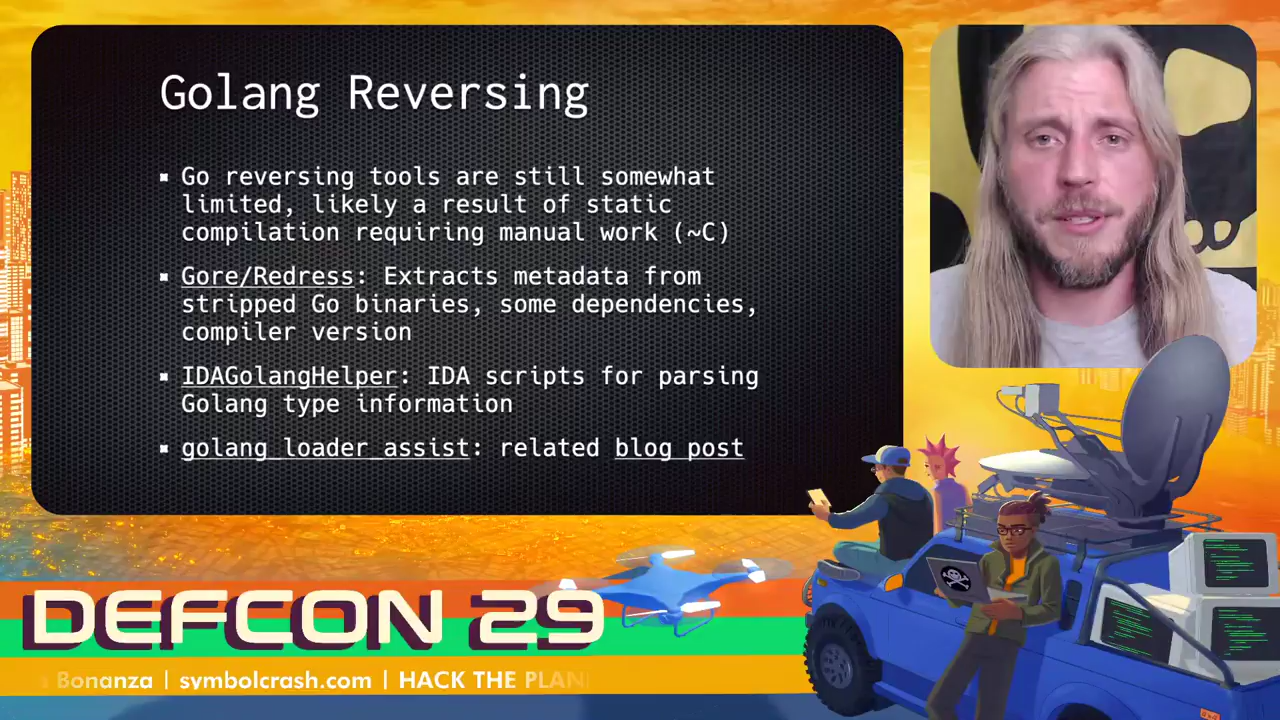 Golang Reversing
▪ Go reversing tools are still somewhat
limited, likely a result of static
compilation requiring manual work (~C)
▪ Gore/Redress: Extracts metadata from
stripped Go binaries, some dependencies,
compiler version
▪ IDAGolangHelper: IDA scripts for parsing
Golang type information
▪ golang_loader_assist: related blog post
DEFCON 29
Bonanza | symbolcrash.com | HACK THE PLAN